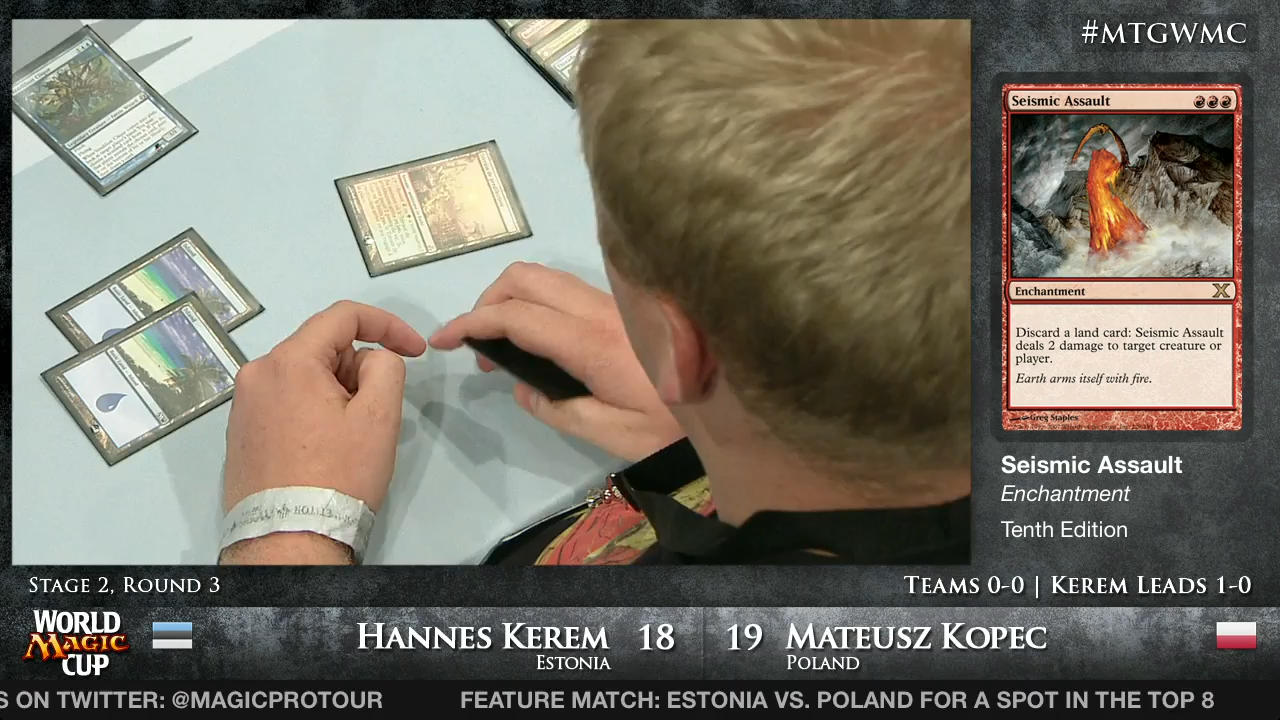 #MTGWMC
Seismic Assault
Enchantment
Discard a land card: Seismic Assault
deals 2 damage to target creature or
player.
Earth arms itself with fire.
Greg Staples
Seismic Assault
Enchantment
Tenth Edition
STAGE 2, ROUND 3
TEAMS 0-0 | KEREM LEADS 1-0
WORLD
MAGIC
CUP
HANNES KEREM 18
ESTONIA
19 MATEUSZ KOPEC
POLAND
S ON TWITTER: @MAGICPROTOUR
FEATURE MATCH: ESTONIA VS. POLAND FOR A SPOT IN THE TOP 8